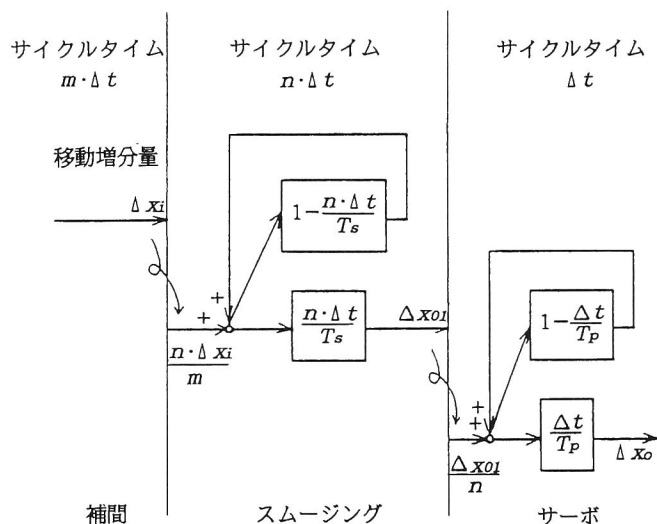 サイクルタイム
m・Δt
サイクルタイム
n・Δt
サイクルタイム
Δt
移動増分量
Δxi
1−n・Δt/Ts
+
+
n・Δxi/m
n・Δt/Ts
Δx01
1−Δt/Tp
+
+
Δx01/n
Δt/Tp
Δxo
補間
スムージング
サーボ